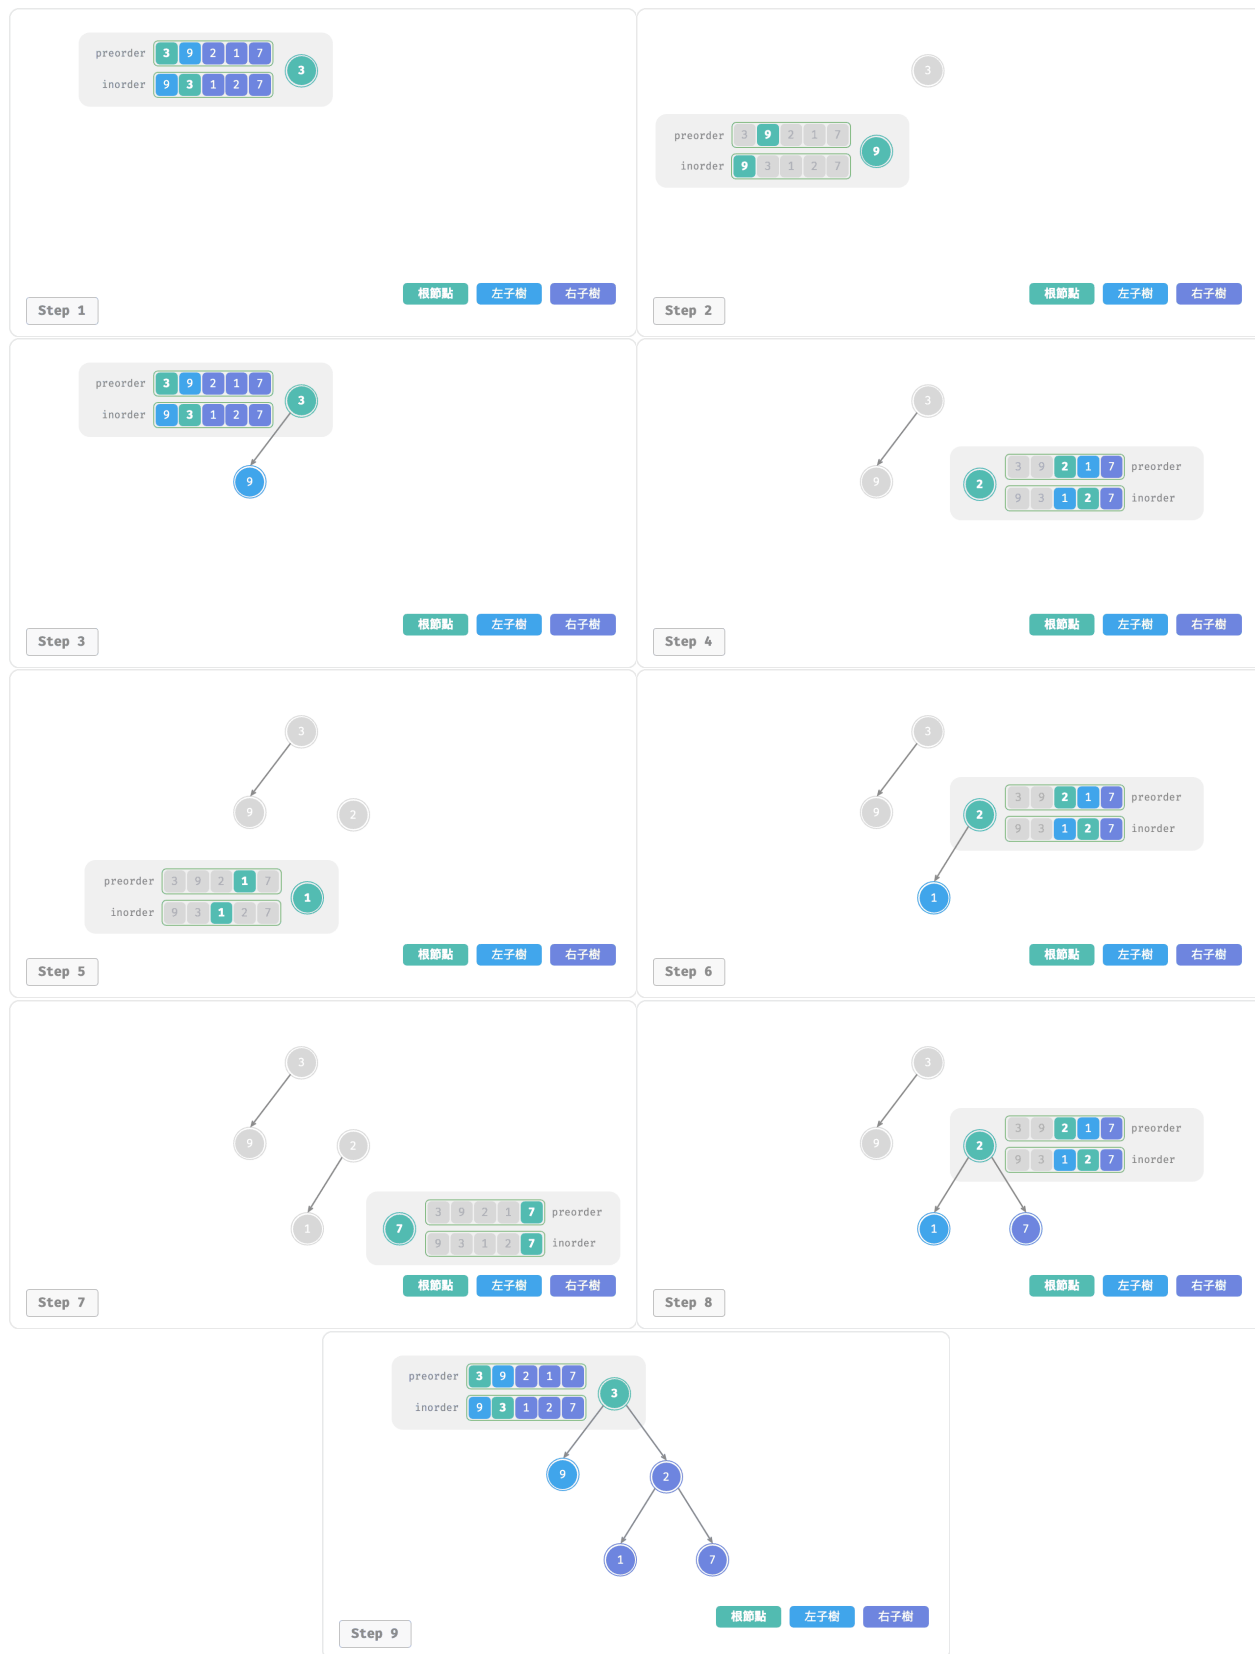 preorder 3 9 2 1 7
3
inorder 9 3 1 2 7
根節點 左子樹 右子樹
Step 1
3
preorder 3 9 2 1 7
9
inorder 9 3 1 2 7
根節點 左子樹 右子樹
Step 2
preorder 3 9 2 1 7
3
inorder 9 3 1 2 7
9
根節點 左子樹 右子樹
Step 3
3
3 9 2 1 7 preorder
9 2
9 3 1 2 7 inorder
根節點 左子樹 右子樹
Step 4
3
9 2
preorder 3 9 2 1 7
1
inorder 9 3 1 2 7
根節點 左子樹 右子樹
Step 5
3
3 9 2 1 7 preorder
9 2
9 3 1 2 7 inorder
1
根節點 左子樹 右子樹
Step 6
3
9 2
3 9 2 1 7 preorder
1 7
9 3 1 2 7 inorder
根節點 左子樹 右子樹
Step 7
3
3 9 2 1 7 preorder
9 2
9 3 1 2 7 inorder
1 7
根節點 左子樹 右子樹
Step 8
preorder 3 9 2 1 7
3
inorder 9 3 1 2 7
9 2
1 7
根節點 左子樹 右子樹
Step 9